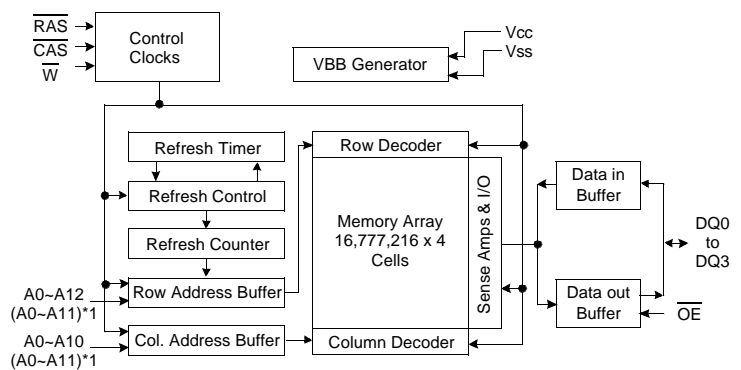 RAS
CAS
W
Control
Clocks
VBB Generator
Vcc
Vss
Refresh Timer
Refresh Control
Refresh Counter
Row Address Buffer
Col. Address Buffer
A0~A12
(A0~A11)*1
A0~A10
(A0~A11)*1
Row Decoder
Memory Array
16,777,216 x 4
Cells
Column Decoder
Sense Amps & I/O
Data in
Buffer
Data out
Buffer
DQ0
to
DQ3
OE